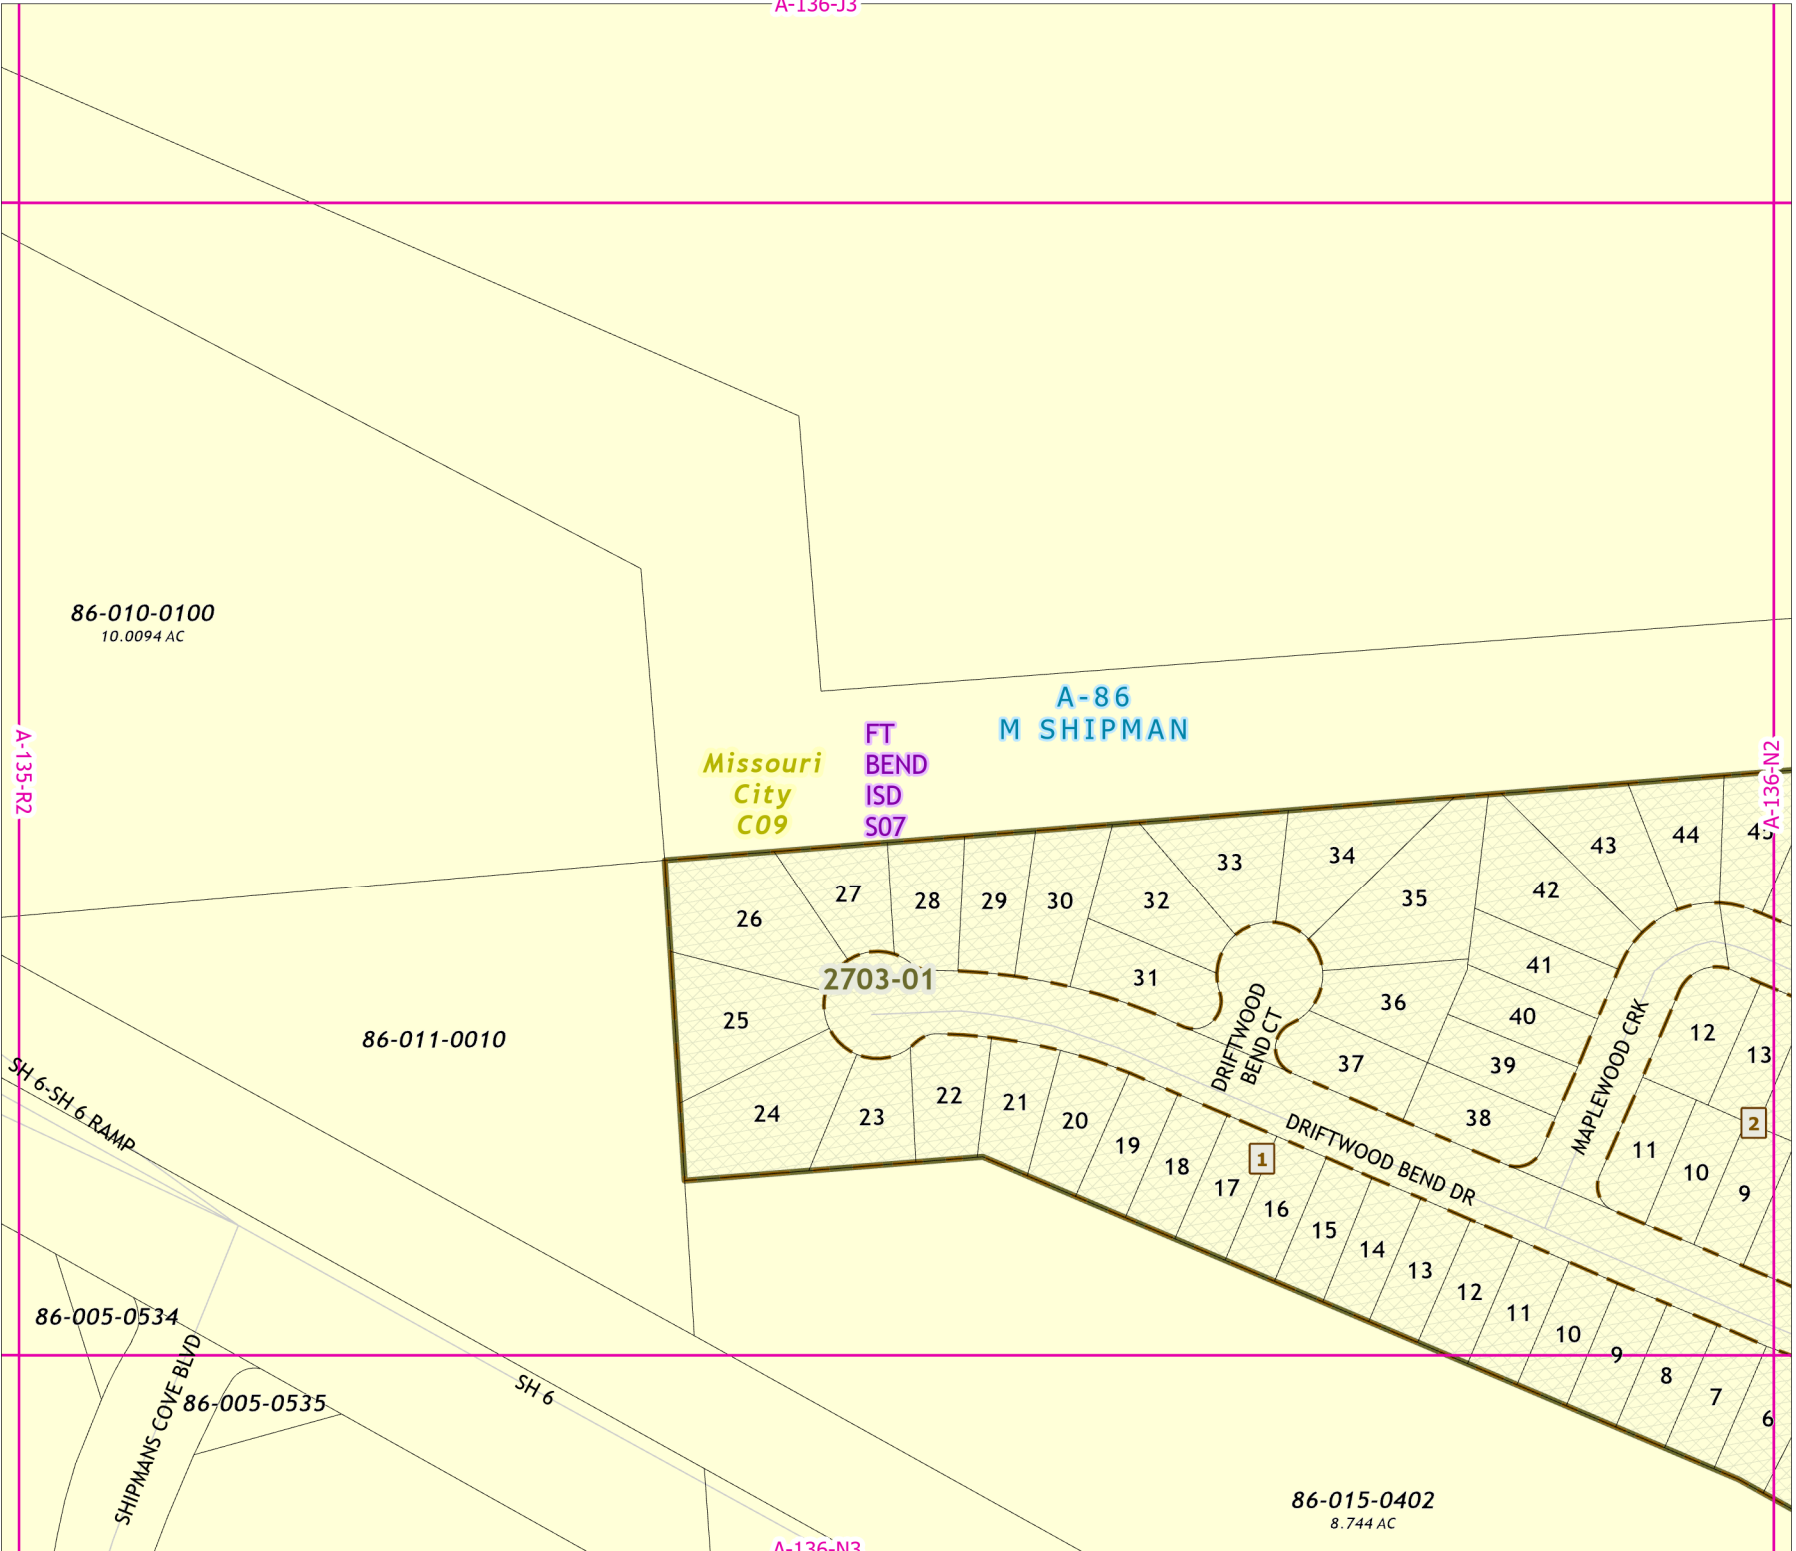 A-136-J3
86-010-0100
10.0094 AC
A-135-R2
A-86
M SHIPMAN
FT
BEND
ISD
S07
Missouri
City
C09
A-136-N2
26
27
28
29
30
32
33
34
35
42
43
44
45
2703-01
25
31
36
41
40
37
39
38
12
13
DRIFTWOOD
BEND CT
MAPLEWOOD CRK
86-011-0010
SH 6-SH 6 RAMP
24
23
22
21
20
19
18
17
1
16
15
14
13
12
11
10
9
8
7
6
DRIFTWOOD BEND DR
11
10
9
2
86-005-0534
SHIPMANS COVE BLVD
86-005-0535
SH 6
86-015-0402
8.744 AC
A-136-N3